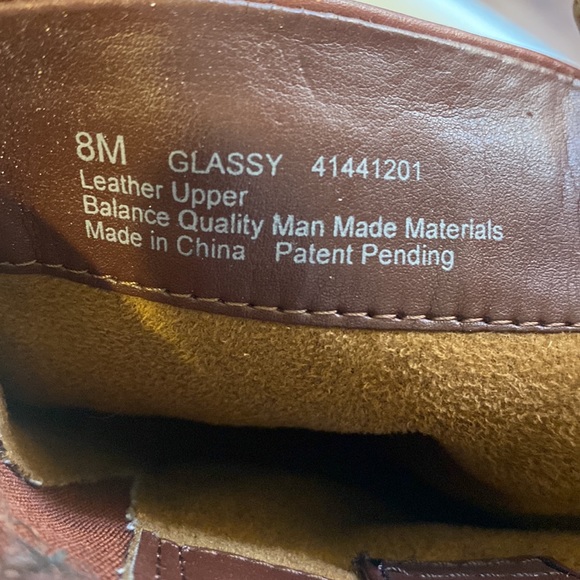 8M GLASSY 41441201
Leather Upper
Balance Quality Man Made Materials
Made in China Patent Pending